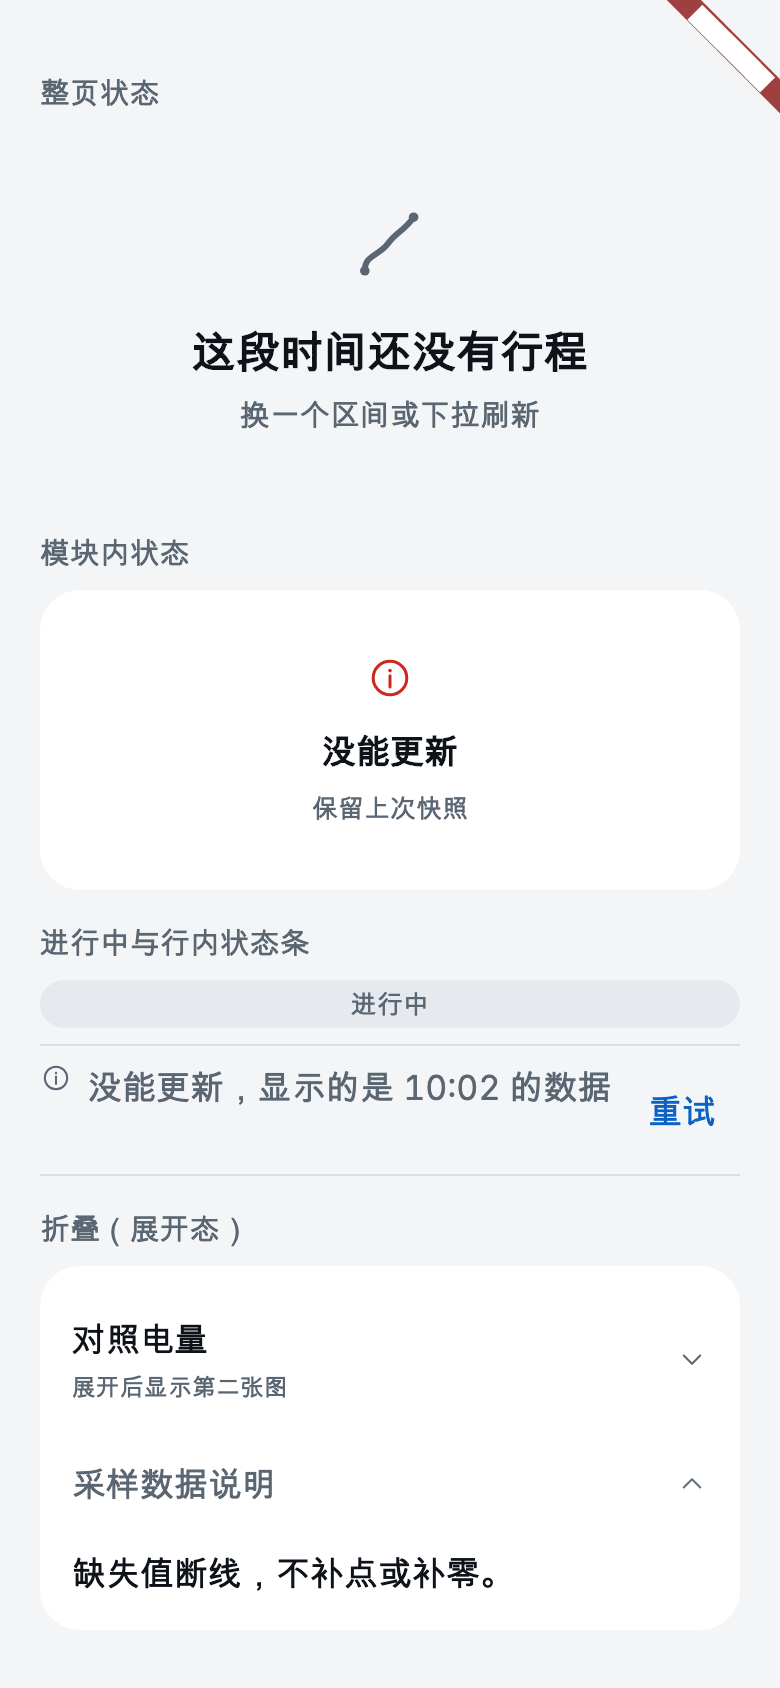 整页状态
这段时间还没有行程
换一个区间或下拉刷新
模块内状态
没能更新
保留上次快照
进行中与行内状态条
进行中
没能更新，显示的是 10:02 的数据
重试
折叠（展开态）
对照电量
展开后显示第二张图
采样数据说明
缺失值断线，不补点或补零。